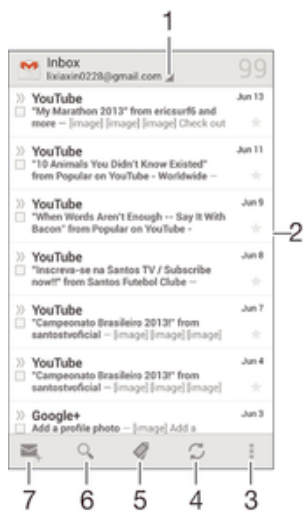 1
Inbox
lixiaxin0228@gmail.com
99
YouTube Jun 13
"My Marathon 2013" from ericsurf6 and
more – [image] [image] [image] Check out
YouTube Jun 11
"10 Animals You Didn't Know Existed"
from Popular on YouTube - Worldwide –
YouTube Jun 9
"When Words Aren't Enough -- Say It With
Bacon" from Popular on YouTube -
2
YouTube Jun 8
"Inscreva-se na Santos TV / Subscribe
now!!" from Santos Futebol Clube –
YouTube Jun 7
"Campeonato Brasileiro 2013!" from
santostvoficial – [image] [image] [image]
YouTube Jun 4
"Campeonato Brasileiro 2013!" from
santostvoficial – [image] [image] [image]
Google+ Jun 3
Add a profile photo – [image] Add a
7 6 5 4 3